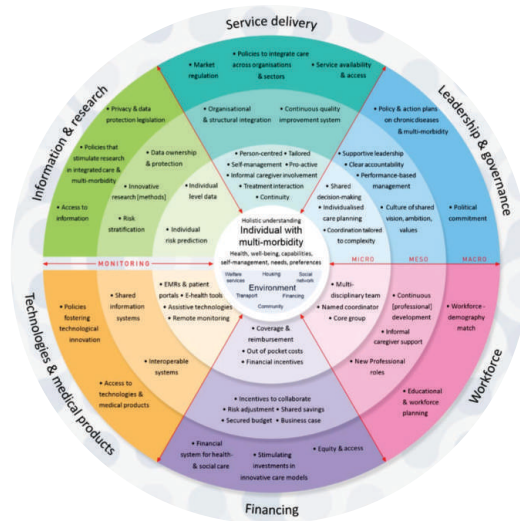 Service delivery
• Policies to integrate care
across organisations
& sectors
• Market
regulation
• Service availability
& access
• Organisational
& structural integration
• Continuous quality
improvement system
• Person-centred • Tailored
• Self-management • Pro-active
• Informal caregiver involvement
• Treatment interaction
• Continuity
Leadership & governance
• Policy & action plans
on chronic diseases
& multi-morbidity
• Political
commitment
• Supportive leadership
• Clear accountability
• Performance-based
management
• Culture of shared
vision, ambition,
values
• Shared
decision-making
• Individualised
care planning
• Coordination tailored
to complexity
Information & research
• Privacy & data
protection legislation
• Policies that
stimulate research
in integrated care &
multi-morbidity
• Access to
information
• Data ownership
& protection
• Innovative
research [methods]
• Risk
stratification
• Individual
level data
• Individual
risk prediction
Holistic understanding
Individual with
multi-morbidity
Health, well-being, capabilities,
self-management, needs, preferences
Welfare
services
Housing
Social
network
Environment
Transport
Financing
Community
MONITORING
MICRO
MESO
MACRO
Technologies & medical products
• Policies
fostering
technological
innovation
• Access to
technologies &
medical products
• Shared
information
systems
• Interoperable
systems
• EMRs & patient
portals • E-health tools
• Assistive technologies
• Remote monitoring
Workforce
• Multi-
disciplinary team
• Named coordinator
• Core group
• Continuous
[professional]
development
• Informal
caregiver support
• New Professional
roles
• Workforce -
demography
match
• Educational
& workforce
planning
• Coverage &
reimbursement
• Out of pocket costs
• Financial incentives
• Incentives to collaborate
• Risk adjustment • Shared savings
• Secured budget • Business case
• Financial
system for health-
& social care
• Stimulating
investments in
innovative care models
• Equity & access
Financing